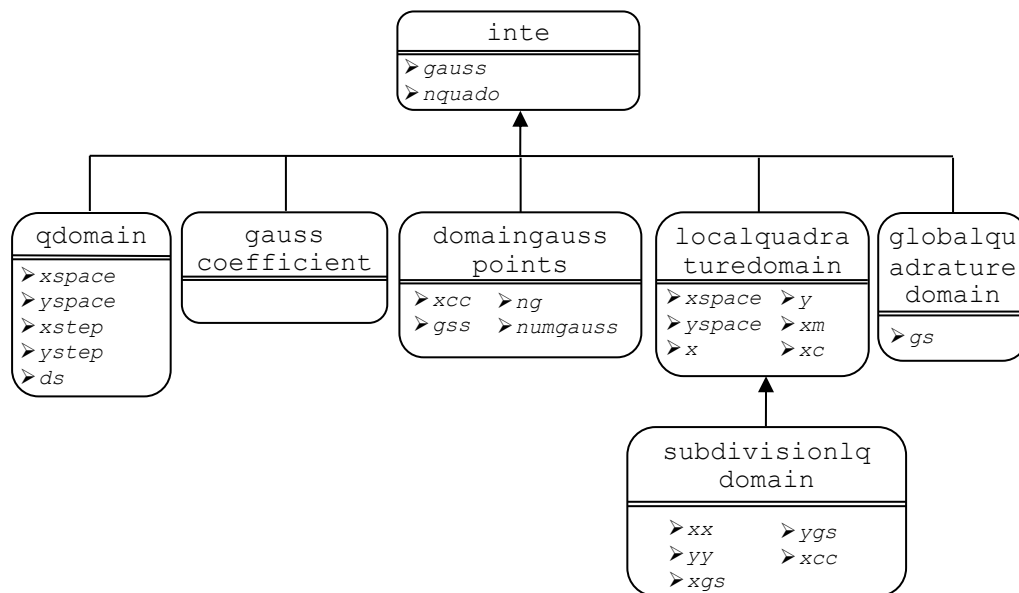 inte
➢gauss
➢nquado
qdomain
➢xspace
➢yspace
➢xstep
➢ystep
➢ds
gauss
coefficient
domaingauss
points
➢xcc ➢ng
➢gss ➢numgauss
localquadra
turedomain
➢xspace ➢y
➢yspace ➢xm
➢x ➢xc
globalqu
adrature
domain
➢gs
subdivisionlq
domain
➢xx ➢ygs
➢yy ➢xcc
➢xgs